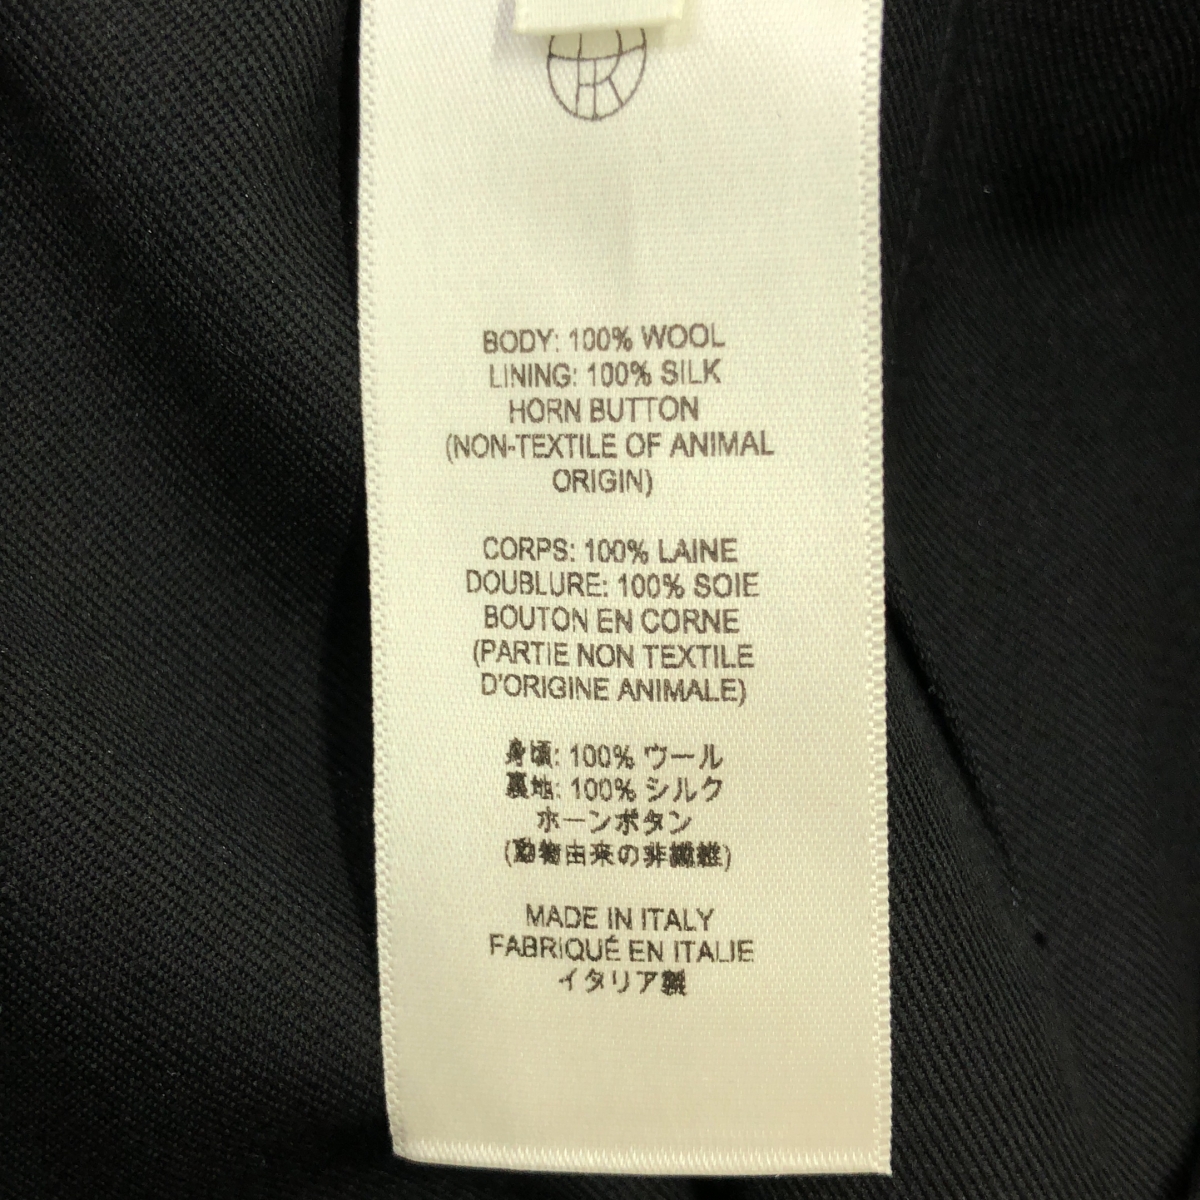 BODY: 100% WOOL
LINING: 100% SILK
HORN BUTTON
(NON-TEXTILE OF ANIMAL
ORIGIN)
CORPS: 100% LAINE
DOUBLURE: 100% SOIE
BOUTON EN CORNE
(PARTIE NON TEXTILE
D'ORIGINE ANIMALE)
身頃: 100% ウール
裏地: 100% シルク
ホーンボタン
(動物由来の非繊維)
MADE IN ITALY
FABRIQUÉ EN ITALIE
イタリア製